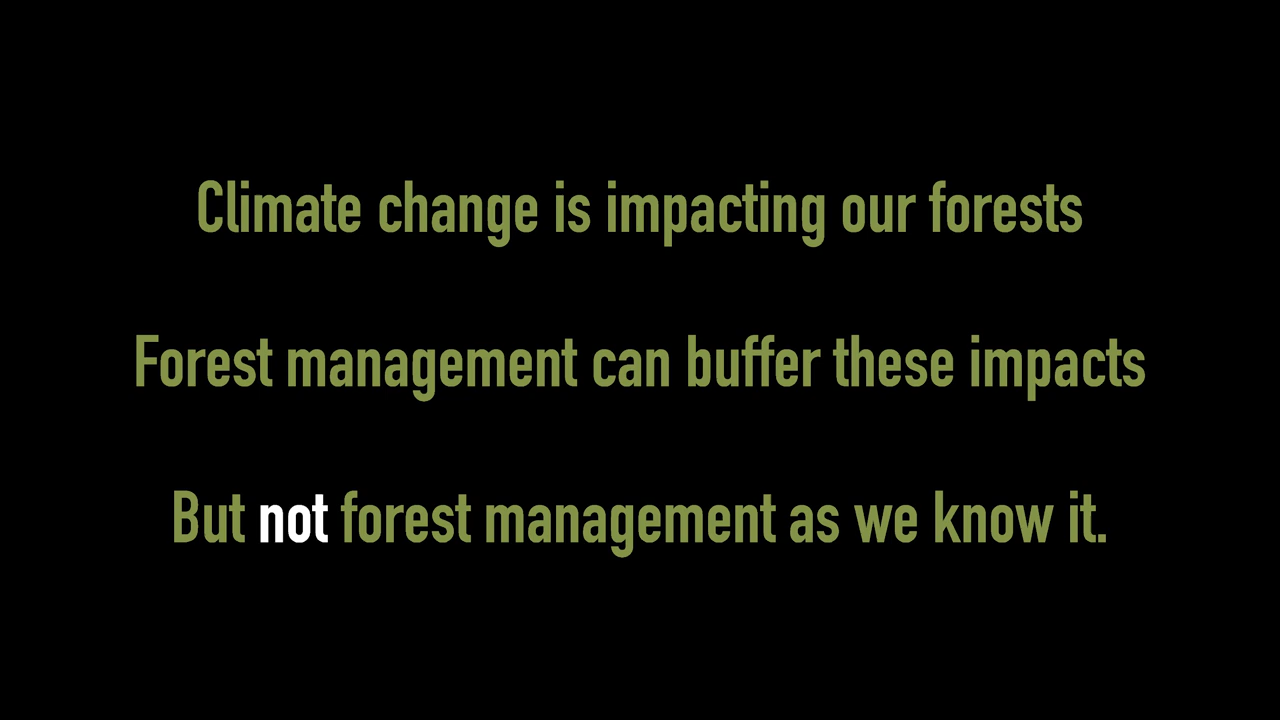 Climate change is impacting our forests
Forest management can buffer these impacts
But not forest management as we know it.